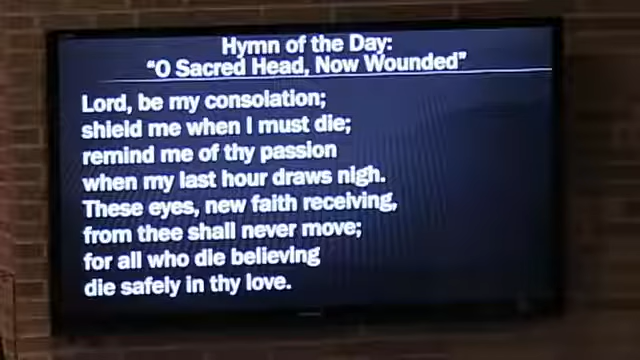 Hymn of the Day:
“O Sacred Head, Now Wounded”
Lord, be my consolation;
shield me when I must die;
remind me of thy passion
when my last hour draws nigh.
These eyes, new faith receiving,
from thee shall never move;
for all who die believing
die safely in thy love.